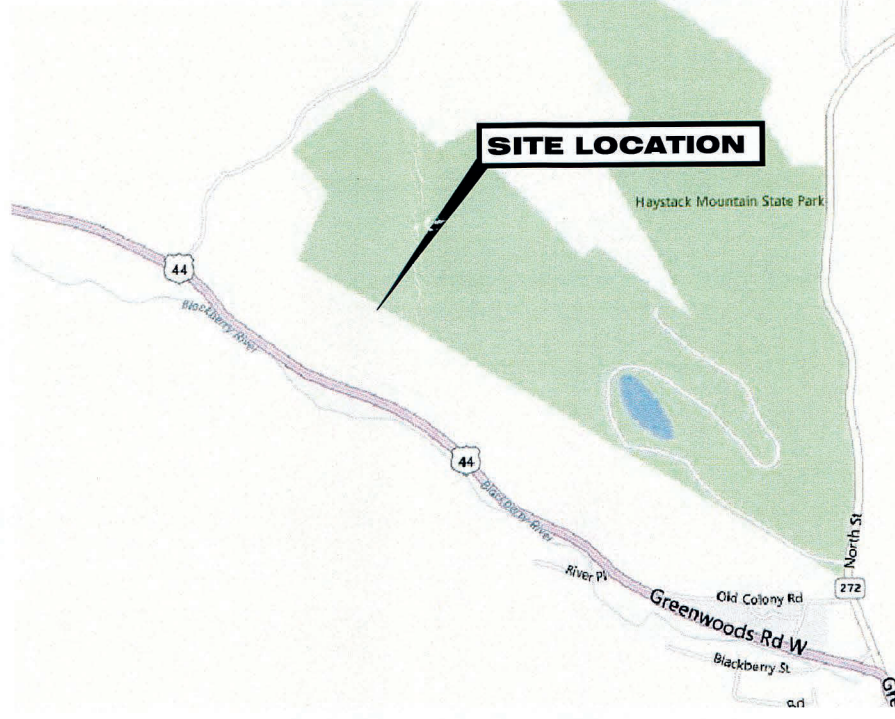 SITE LOCATION
Haystack Mountain State Park
44
Blackberry River
44
Blackberry River
North St
River Pl
272
Old Colony Rd
Greenwoods Rd W
Blackberry St
Rd